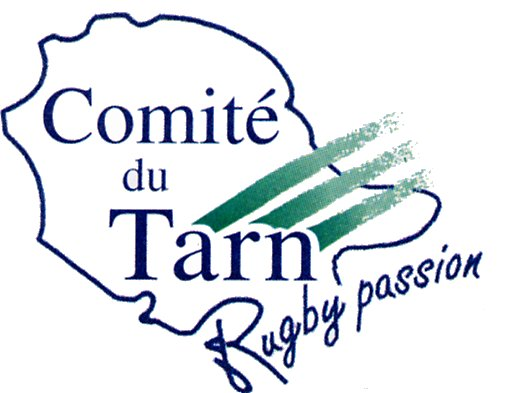 Comité
du
Tarn
Rugby passion